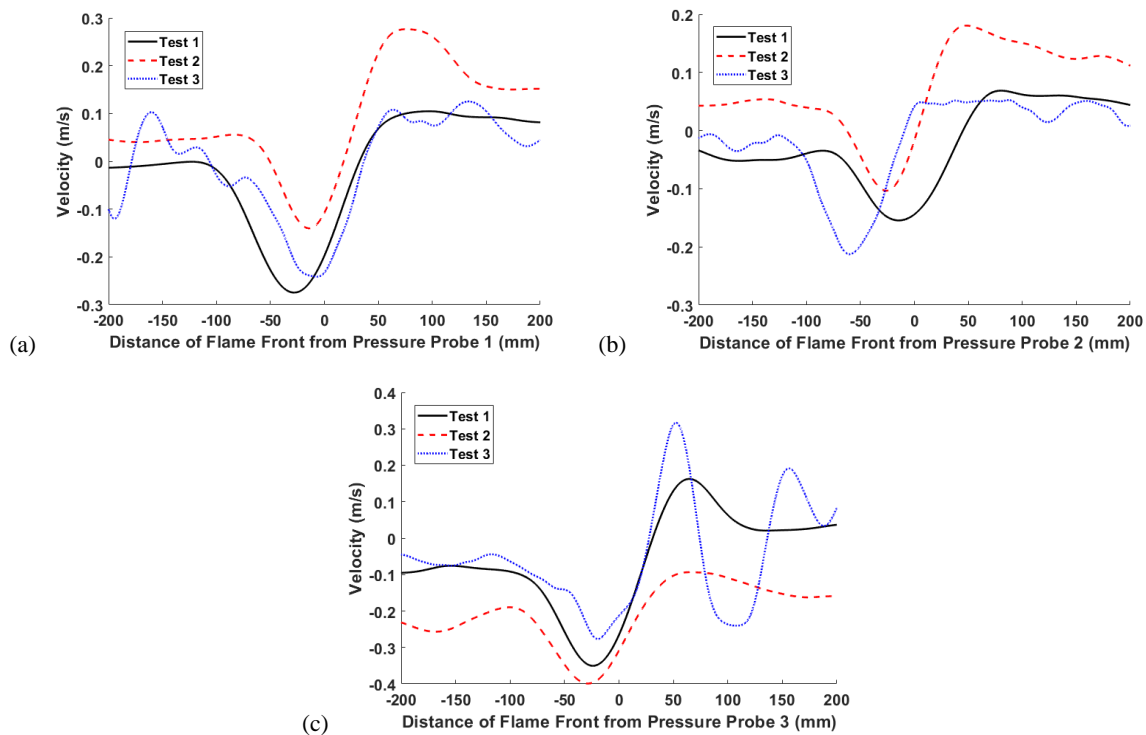 0.3
0.2
0.1
0
-0.1
-0.2
-0.3
Velocity (m/s)
Test 1
Test 2
Test 3
-200 -150 -100 -50 0 50 100 150 200
(a)
Distance of Flame Front from Pressure Probe 1 (mm)
0.2
0.1
0
-0.1
-0.2
-0.3
Velocity (m/s)
Test 1
Test 2
Test 3
-200 -150 -100 -50 0 50 100 150 200
(b)
Distance of Flame Front from Pressure Probe 2 (mm)
0.4
0.3
0.2
0.1
0
-0.1
-0.2
-0.3
-0.4
Velocity (m/s)
Test 1
Test 2
Test 3
-200 -150 -100 -50 0 50 100 150 200
(c)
Distance of Flame Front from Pressure Probe 3 (mm)